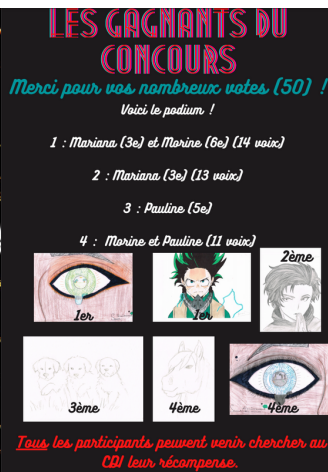 LES GAGNANTS DU
CONCOURS
Merci pour vos nombreux votes (50) !
Voici le podium !
1 : Mariana (3e) et Morine (6e) (14 voix)
2 : Mariana (3e) (13 voix)
3 : Pauline (5e)
4 : Morine et Pauline (11 voix)
2ème
1er
1er
3ème
4ème
4ème
Tous les participants peuvent venir chercher au
CDI leur récompense.